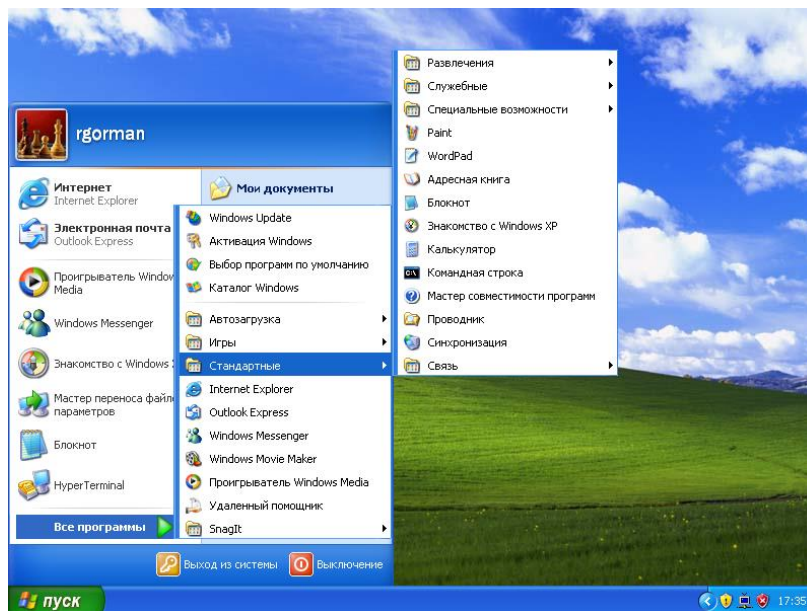 rgorman
Интернет
Internet Explorer
Электронная почта
Outlook Express
Проигрыватель Window
Media
Windows Messenger
Знакомство с Windows
Мастер переноса файл
параметров
Блокнот
HyperTerminal
Все программы
Мои документы
Windows Update
Активация Windows
Выбор программ по умолчанию
Каталог Windows
Автозагрузка
Игры
Стандартные
Internet Explorer
Outlook Express
Windows Messenger
Windows Movie Maker
Проигрыватель Windows Media
Удаленный помощник
SnagIt
Развлечения
Служебные
Специальные возможности
Paint
WordPad
Адресная книга
Блокнот
Знакомство с Windows XP
Калькулятор
Командная строка
Мастер совместимости программ
Проводник
Синхронизация
Связь
Выход из системы
Выключение
пуск
17:35